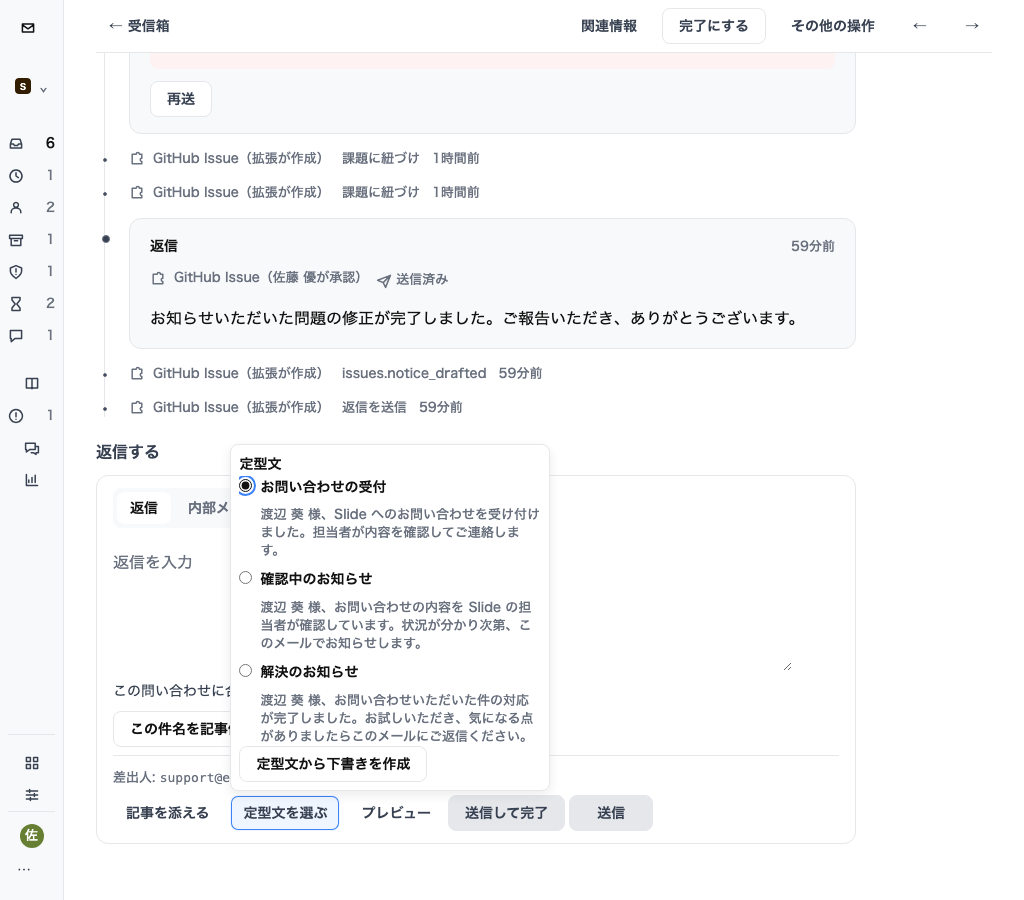 ← 受信箱
関連情報
完了にする
その他の操作
←
→
S
6
1
2
1
1
2
1
1
再送
GitHub Issue（拡張が作成） 課題に紐づけ 1時間前
GitHub Issue（拡張が作成） 課題に紐づけ 1時間前
返信
59分前
GitHub Issue（佐藤 優が承認） 送信済み
お知らせいただいた問題の修正が完了しました。ご報告いただき、ありがとうございます。
GitHub Issue（拡張が作成） issues.notice_drafted 59分前
GitHub Issue（拡張が作成） 返信を送信 59分前
返信する
返信
内部メ
返信を入力
この問い合わせに
この件名を記事
差出人: support@e
定型文
お問い合わせの受付
渡辺 葵 様、Slide へのお問い合わせを受け付け
ました。担当者が内容を確認してご連絡しま
す。
確認中のお知らせ
渡辺 葵 様、お問い合わせの内容を Slide の担
当者が確認しています。状況が分かり次第、こ
のメールでお知らせします。
解決のお知らせ
渡辺 葵 様、お問い合わせいただいた件の対応
が完了しました。お試しいただき、気になる点
がありましたらこのメールにご返信ください。
定型文から下書きを作成
記事を添える
定型文を選ぶ
プレビュー
送信して完了
送信
佐
…